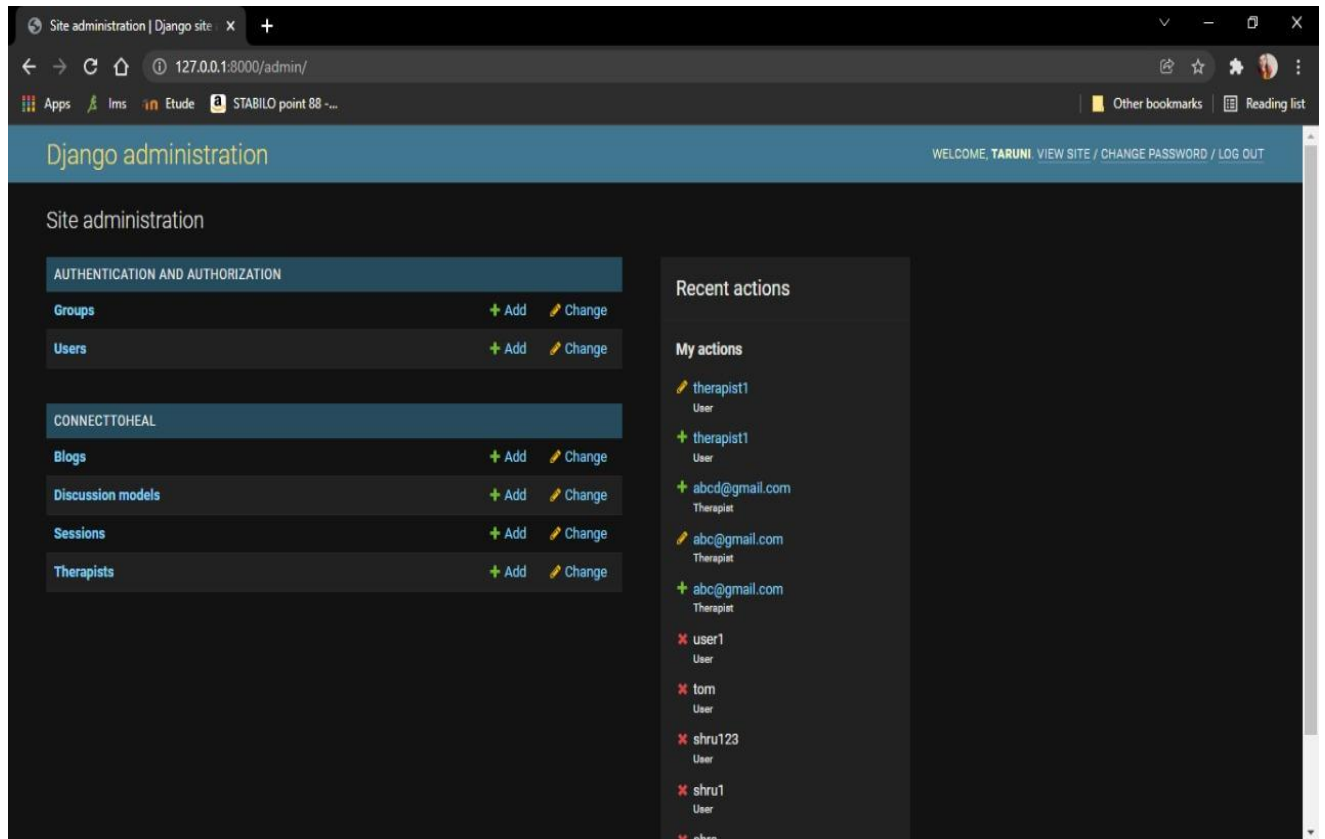 Site administration | Django site
127.0.0.1:8000/admin/
Apps
lms
Etude
STABILO point 88 -...
Other bookmarks
Reading list
Django administration
WELCOME, TARUNI. VIEW SITE / CHANGE PASSWORD / LOG OUT
Site administration
AUTHENTICATION AND AUTHORIZATION
Groups + Add Change
Users + Add Change
CONNECTTOHEAL
Blogs + Add Change
Discussion models + Add Change
Sessions + Add Change
Therapists + Add Change
Recent actions
My actions
therapist1
User
therapist1
User
abcd@gmail.com
Therapist
abc@gmail.com
Therapist
abc@gmail.com
Therapist
user1
User
tom
User
shru123
User
shru1
User